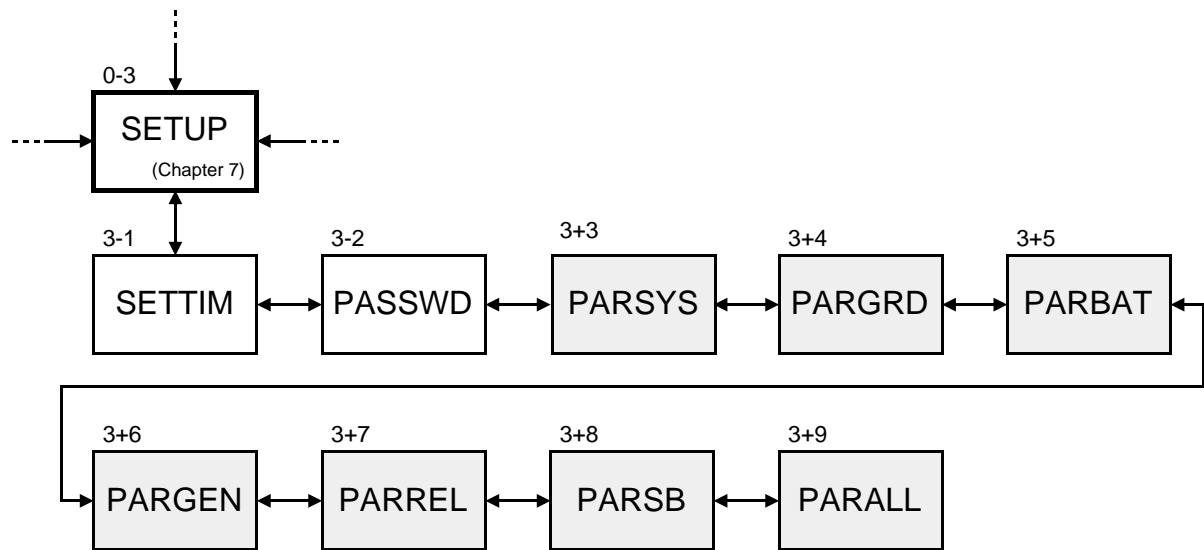 0-3
SETUP
(Chapter 7)
3-1
3-2
3+3
3+4
3+5
SETTIM
PASSWD
PARSYS
PARGRD
PARBAT
3+6
3+7
3+8
3+9
PARGEN
PARREL
PARSB
PARALL